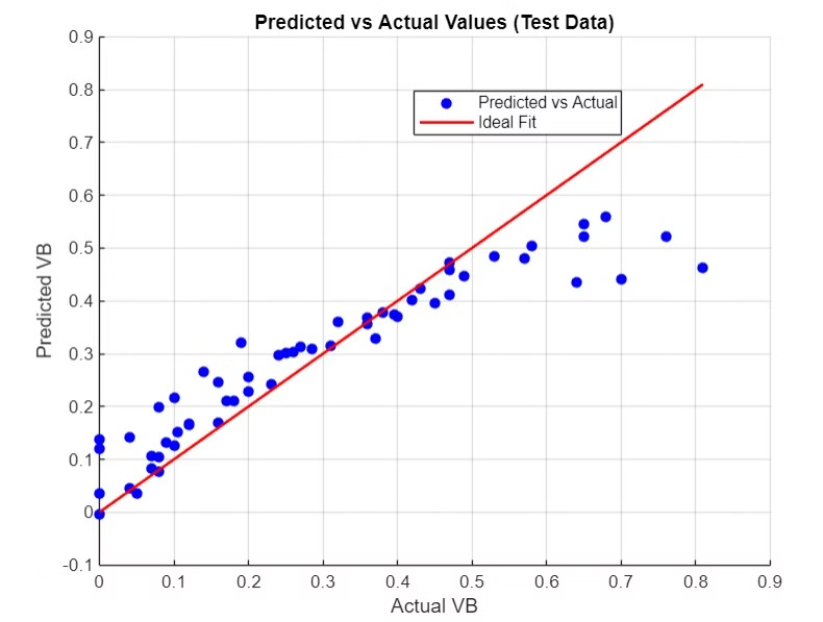 Predicted vs Actual Values (Test Data)
0.9
0.8
0.7
0.6
0.5
0.4
0.3
0.2
0.1
0
-0.1
Predicted VB
Predicted vs Actual
Ideal Fit
0 0.1 0.2 0.3 0.4 0.5 0.6 0.7 0.8 0.9
Actual VB